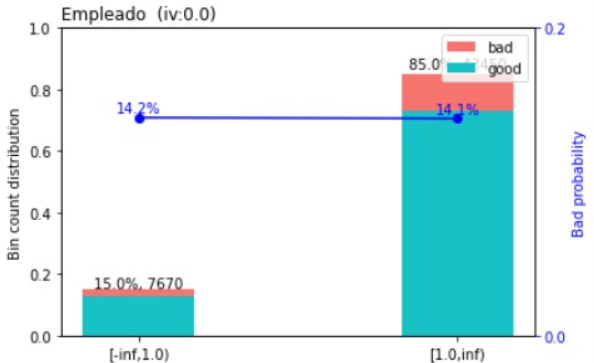 Empleado (iv:0.0)
1.0
0.8
0.6
0.4
0.2
0.0
Bin count distribution
0.2
0.0
Bad probability
bad
good
85.0%, 43450
14.2%
14.1%
15.0%, 7670
[-inf,1.0)
[1.0,inf)